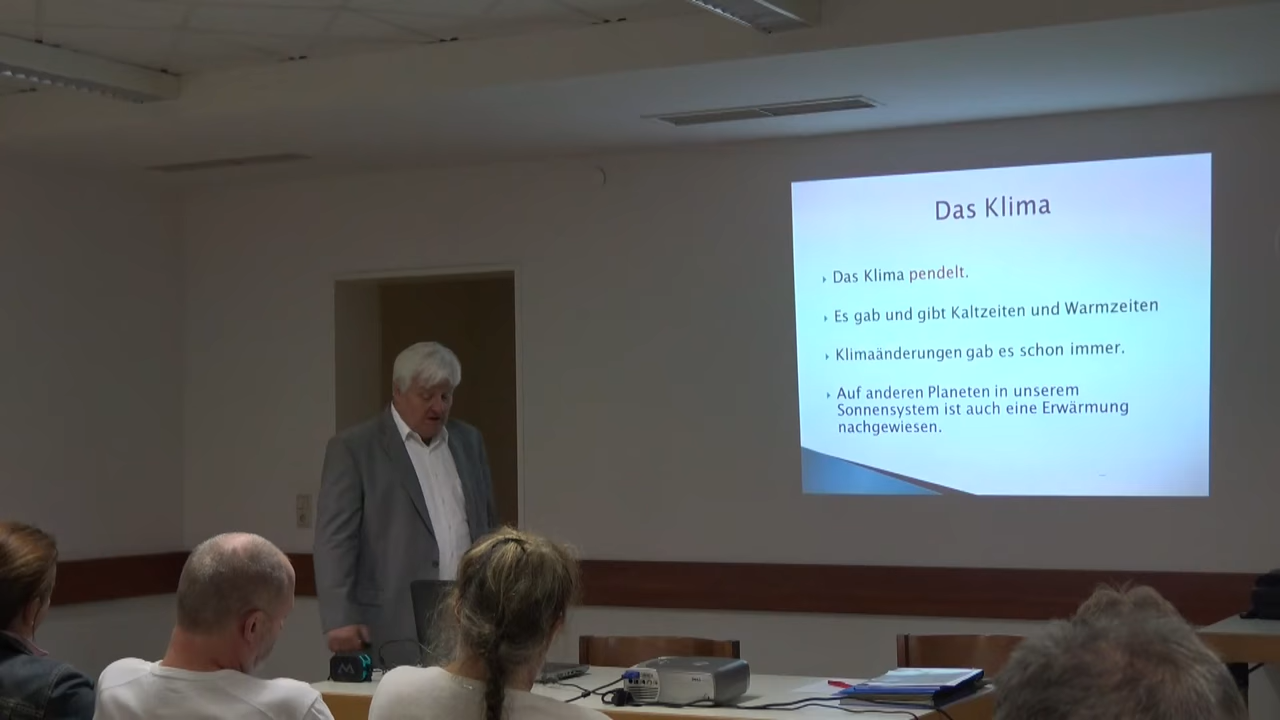 Das Klima
Das Klima pendelt.
Es gab und gibt Kaltzeiten und Warmzeiten
Klimaänderungen gab es schon immer.
Auf anderen Planeten in unserem
Sonnensystem ist auch eine Erwärmung
nachgewiesen.